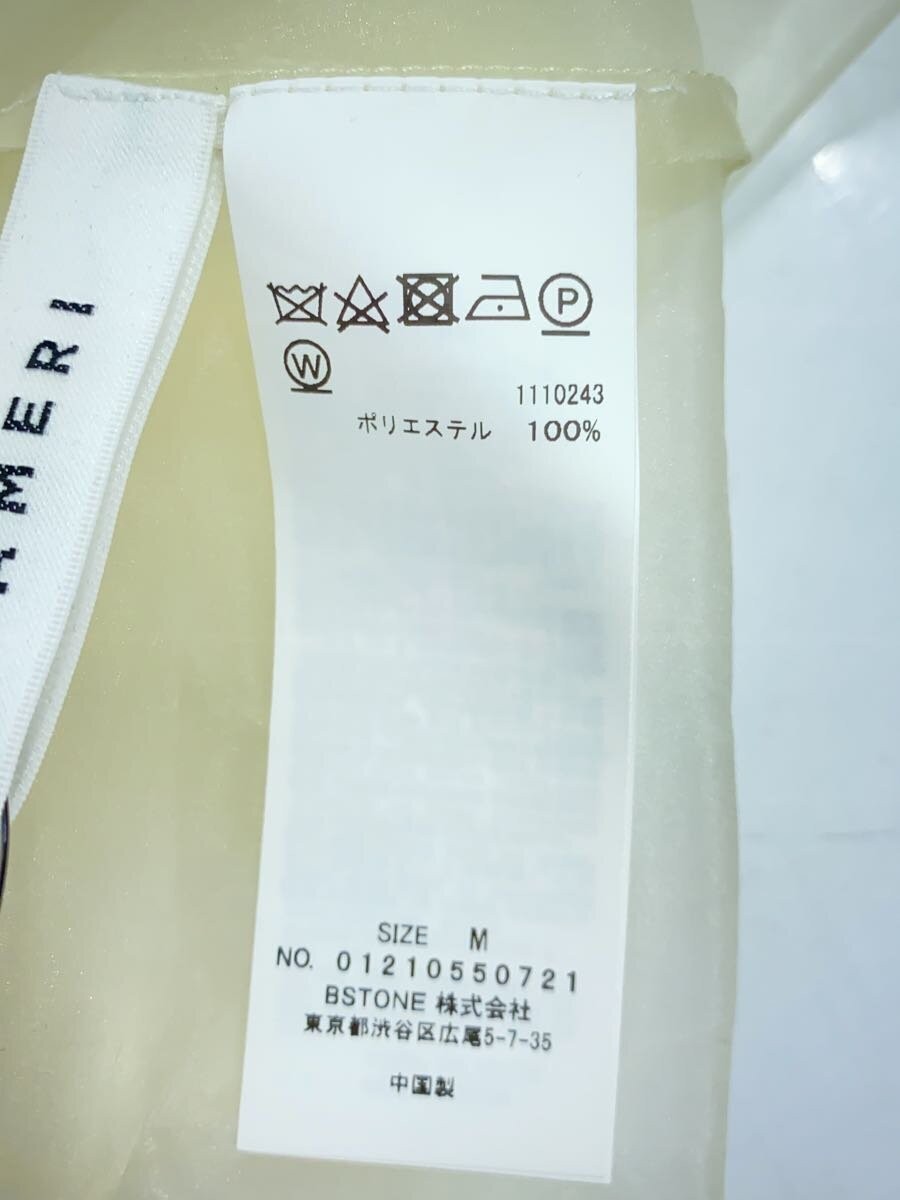 AMERI
P
W
1110243
ポリエステル 100%
SIZE M
NO. 01210550721
BSTONE 株式会社
東京都渋谷区広尾5-7-35
中国製